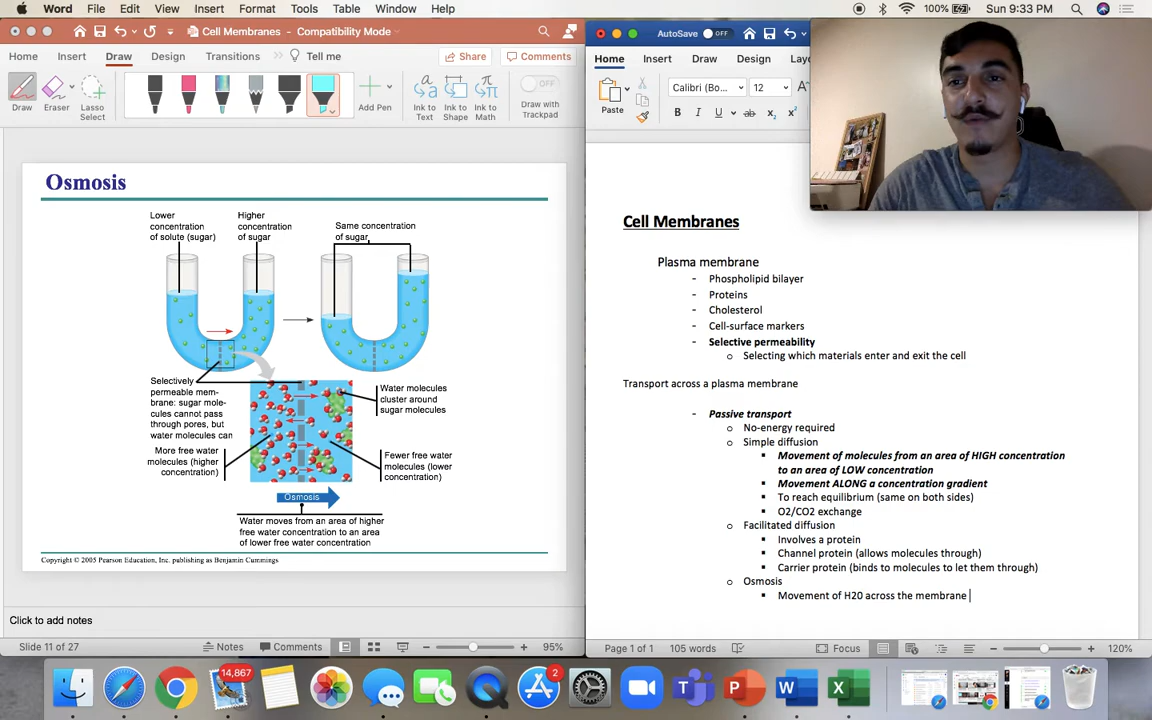 Word File Edit View Insert Format Tools Table Window Help 100% Sun 9:33 PM
Cell Membranes - Compatibility Mode
Home Insert Draw Design Transitions Tell me Share Comments
Draw Eraser Lasso Select Add Pen Ink to Text Ink to Shape Ink to Math OFF Draw with Trackpad
Osmosis
Lower
concentration
of solute (sugar)
Higher
concentration
of sugar
Same concentration
of sugar
Selectively
permeable mem-
brane: sugar mole-
cules cannot pass
through pores, but
water molecules can
Water molecules
cluster around
sugar molecules
More free water
molecules (higher
concentration)
Fewer free water
molecules (lower
concentration)
Osmosis
Water moves from an area of higher
free water concentration to an area
of lower free water concentration
Copyright © 2005 Pearson Education, Inc. publishing as Benjamin Cummings
Click to add notes
Slide 11 of 27 Notes Comments 95%
AutoSave OFF
Home Insert Draw Design Layo
Paste Calibri (Bo... 12 A
B I U ab x2 x2
Cell Membranes
Plasma membrane
- Phospholipid bilayer
- Proteins
- Cholesterol
- Cell-surface markers
- Selective permeability
o Selecting which materials enter and exit the cell
Transport across a plasma membrane
- Passive transport
o No-energy required
o Simple diffusion
▪ Movement of molecules from an area of HIGH concentration
to an area of LOW concentration
▪ Movement ALONG a concentration gradient
▪ To reach equilibrium (same on both sides)
▪ O2/CO2 exchange
o Facilitated diffusion
▪ Involves a protein
▪ Channel protein (allows molecules through)
▪ Carrier protein (binds to molecules to let them through)
o Osmosis
▪ Movement of H20 across the membrane
Page 1 of 1 105 words Focus 120%
14,867 2